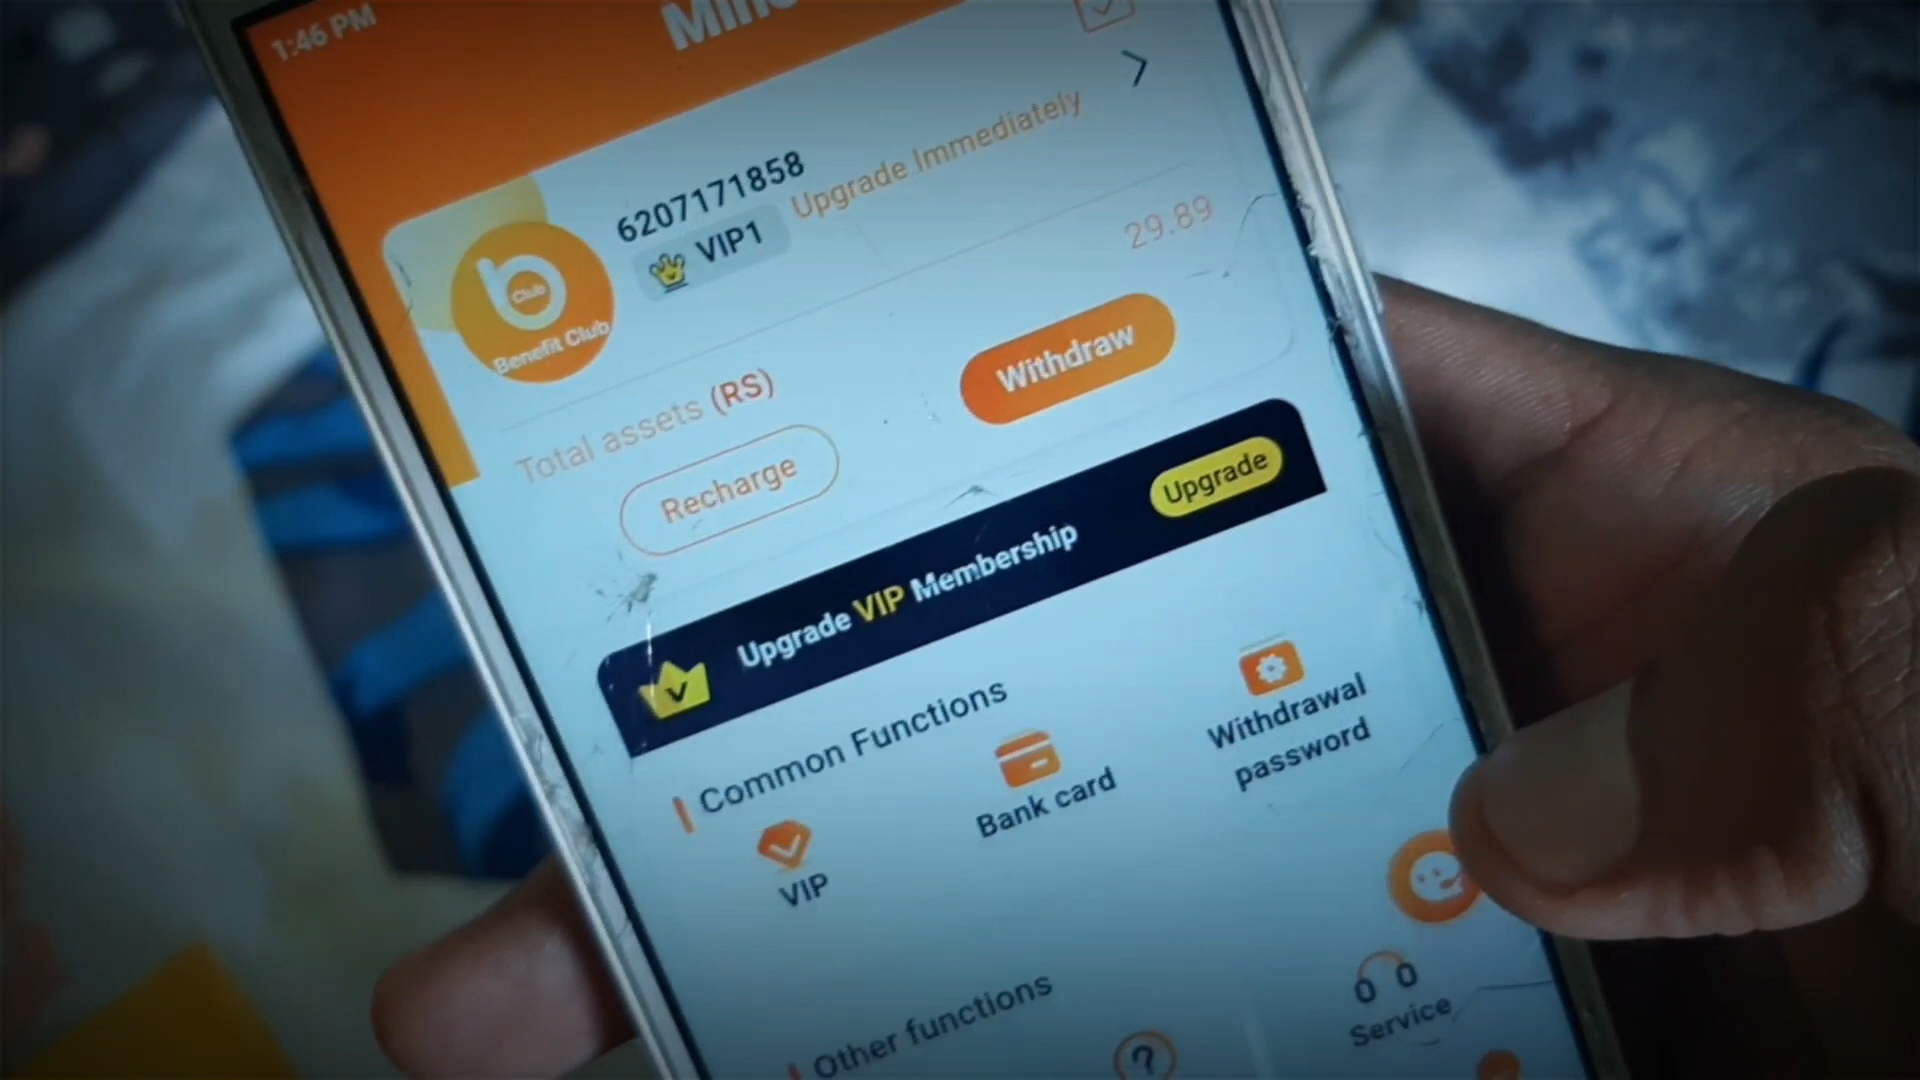 1:46 PM
6207171858
VIP1
Upgrade Immediately
Club
Benefit Club
Total assets (RS)
29.89
Recharge
Withdraw
Upgrade VIP Membership
Upgrade
Common Functions
VIP
Bank card
Withdrawal
password
Other functions
Service